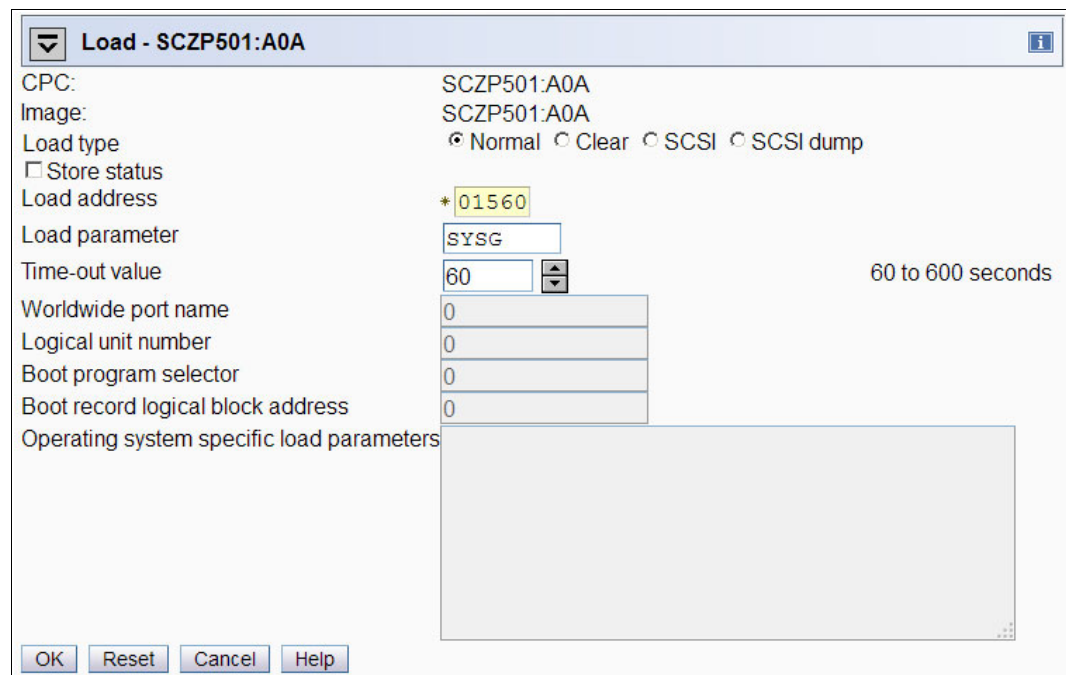 Load - SCZP501:A0A
CPC: SCZP501:A0A
Image: SCZP501:A0A
Load type Normal Clear SCSI SCSI dump
Store status
Load address * 01560
Load parameter SYSG
Time-out value 60 60 to 600 seconds
Worldwide port name 0
Logical unit number 0
Boot program selector 0
Boot record logical block address 0
Operating system specific load parameters
OK Reset Cancel Help